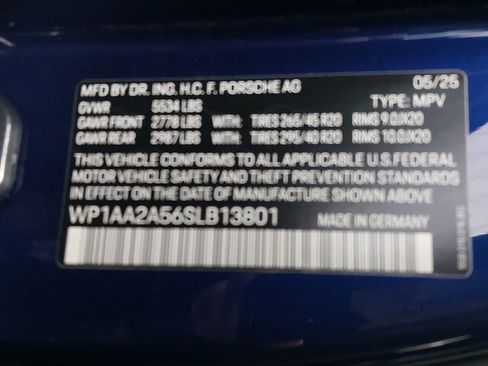 MFD BY DR. ING. H.C. F. PORSCHE AG 05/25
GVWR 5534 LBS TYPE: MPV
GAWR FRONT 2778 LBS WITH: TIRES 265/45 R20 RIMS 9.0JX20
GAWR REAR 2987 LBS WITH: TIRES 295/40 R20 RIMS 10.0JX20
THIS VEHICLE CONFORMS TO ALL APPLICABLE U.S. FEDERAL
MOTOR VEHICLE SAFETY, BUMPER, AND THEFT PREVENTION
STANDARDS IN EFFECT ON THE DATE OF MANUFACTURE SHOWN ABOVE.
WP1AA2A56SLB13801